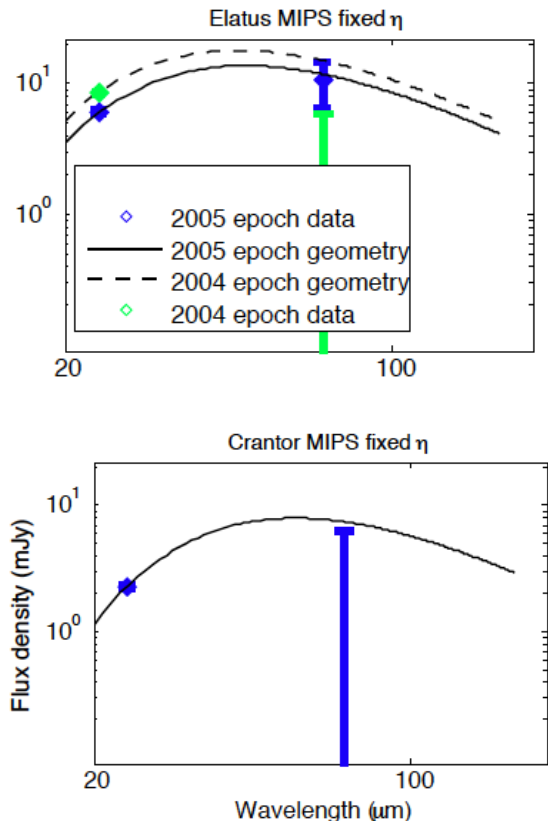 Elatus MIPS fixed η
10¹
10⁰
2005 epoch data
2005 epoch geometry
2004 epoch geometry
2004 epoch data
20
100
Crantor MIPS fixed η
Flux density (mJy)
10¹
10⁰
20
100
Wavelength (μm)